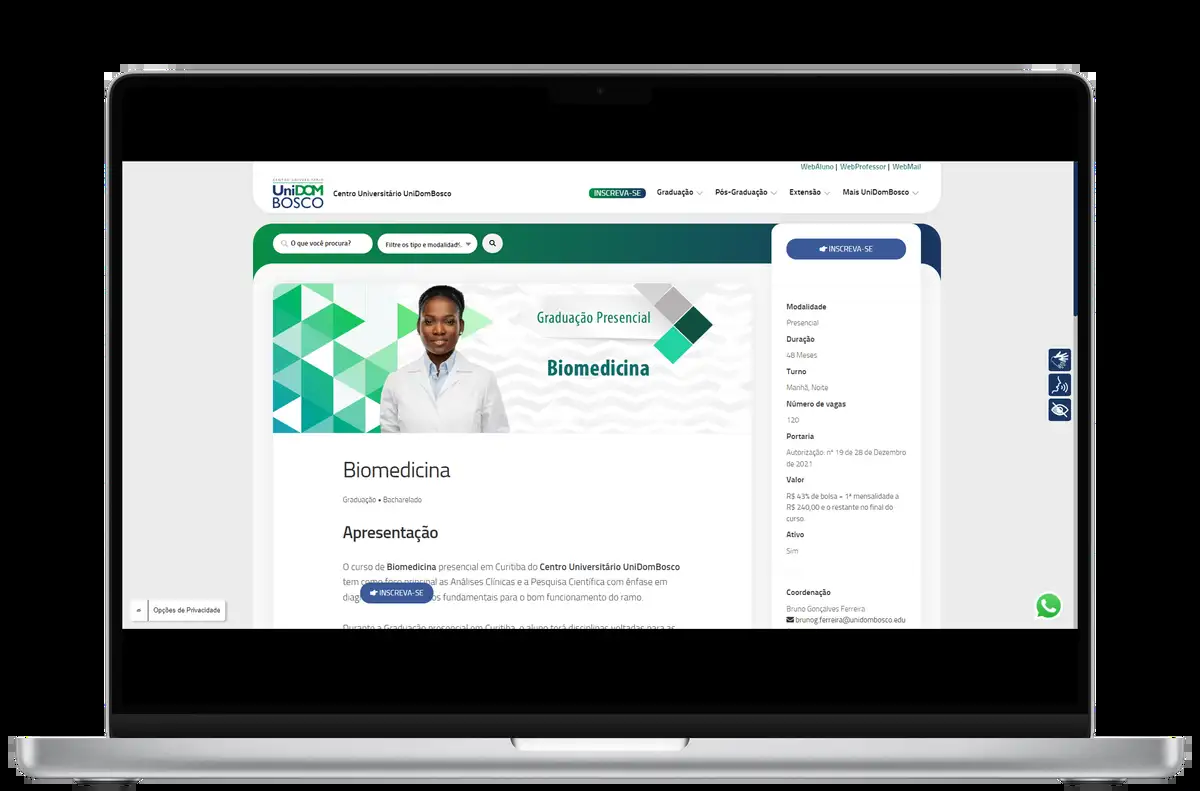 WebAluno | WebProfessor | WebMail
CENTRO UNIVERSITÁRIO
UniDOM
BOSCO
Centro Universitário UniDomBosco
INSCREVA-SE
Graduação
Pós-Graduação
Extensão
Mais UniDomBosco
O que você procura?
Filtre os tipo e modalidad
INSCREVA-SE
Graduação Presencial
Biomedicina
Biomedicina
Graduação • Bacharelado
Apresentação
O curso de Biomedicina presencial em Curitiba do Centro Universitário UniDomBosco
tem como foco principal as Análises Clínicas e a Pesquisa Científica com ênfase em
diag
INSCREVA-SE
os fundamentais para o bom funcionamento do ramo.
Durante a Graduação presencial em Curitiba, o aluno terá disciplinas voltadas para as
Modalidade
Presencial
Duração
48 Meses
Turno
Manhã, Noite
Número de vagas
120
Portaria
Autorização: nº 19 de 28 de Dezembro
de 2021
Valor
R$ 43% de bolsa + 1ª mensalidade a
R$ 240,00 e o restante no final do
curso.
Ativo
Sim
Coordenação
Bruno Gonçalves Ferreira
brunog.ferreira@unidombosco.edu
Opções de Privacidade